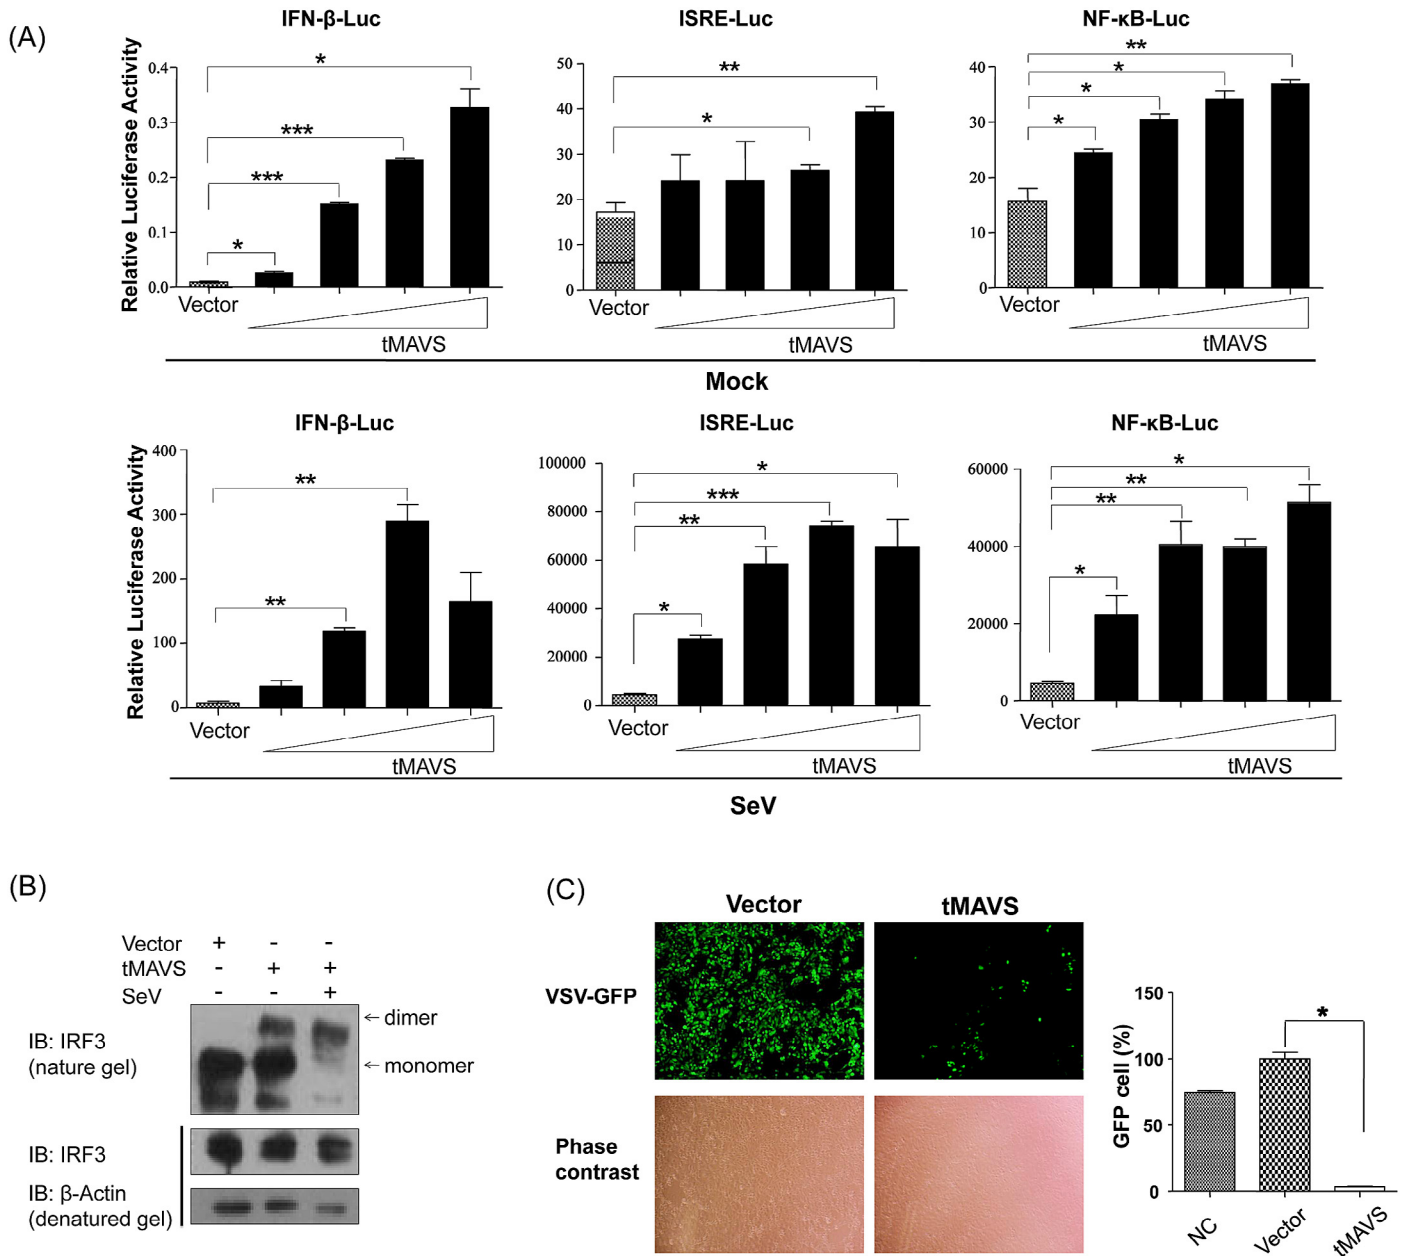 (A)
IFN-β-Luc
ISRE-Luc
NF-κB-Luc
Relative Luciferase Activity
0.4
0.3
0.2
0.1
0.0
*
***
***
*
Vector
tMAVS
50
40
30
20
10
0
**
*
Vector
tMAVS
40
30
20
10
0
**
*
*
*
Vector
tMAVS
Mock
IFN-β-Luc
ISRE-Luc
NF-κB-Luc
Relative Luciferase Activity
400
300
200
100
0
**
**
Vector
tMAVS
100000
80000
60000
40000
20000
0
*
***
**
*
Vector
tMAVS
60000
40000
20000
0
*
**
**
*
Vector
tMAVS
SeV
(B)
Vector + - -
tMAVS - + +
SeV - - +
IB: IRF3
(nature gel)
←dimer
←monomer
IB: IRF3
IB: β-Actin
(denatured gel)
(C)
Vector
tMAVS
VSV-GFP
Phase
contrast
GFP cell (%)
150
100
50
0
*
NC
Vector
tMAVS